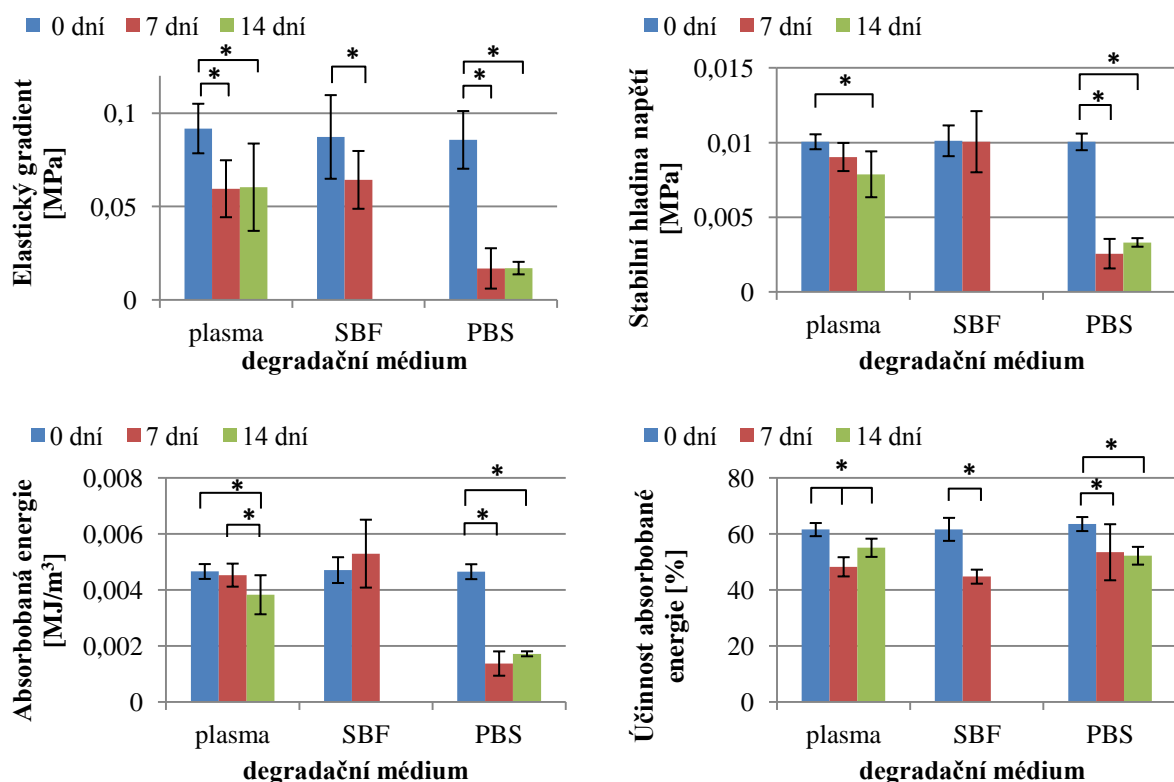 0 dní 7 dní 14 dní
Elastický gradient
[MPa]
0,1
0,05
0
* * * * *
plasma SBF PBS
degradační médium
0 dní 7 dní 14 dní
Stabilní hladina napětí
[MPa]
0,015
0,010
0,005
0
* * *
plasma SBF PBS
degradační médium
0 dní 7 dní 14 dní
Absorbobaná energie
[MJ/m³]
0,008
0,006
0,004
0,002
0
* * * *
plasma SBF PBS
degradační médium
0 dní 7 dní 14 dní
Účinnost absorbobané
energie [%]
80
60
40
20
0
* * * *
plasma SBF PBS
degradační médium